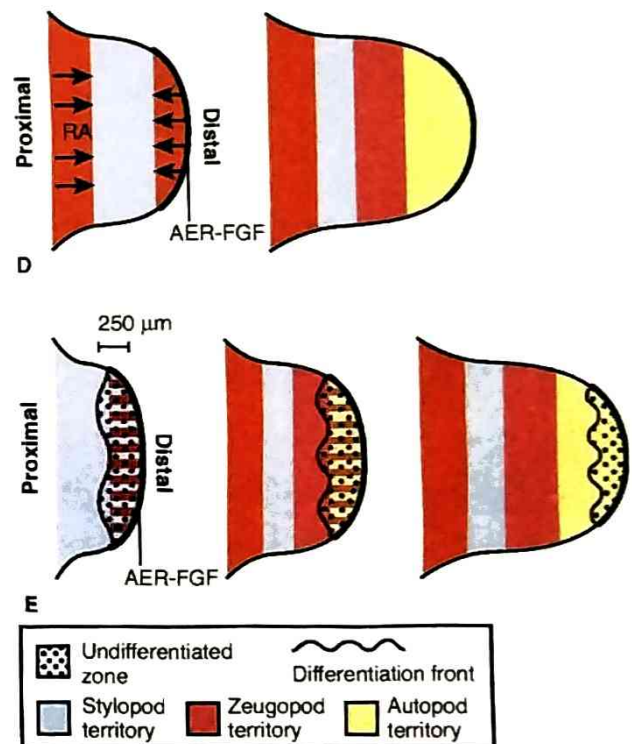 Proximal
RA
Distal
AER-FGF
D
250 µm
Proximal
Distal
AER-FGF
E
Undifferentiated
zone
Differentiation front
Stylopod
territory
Zeugopod
territory
Autopod
territory